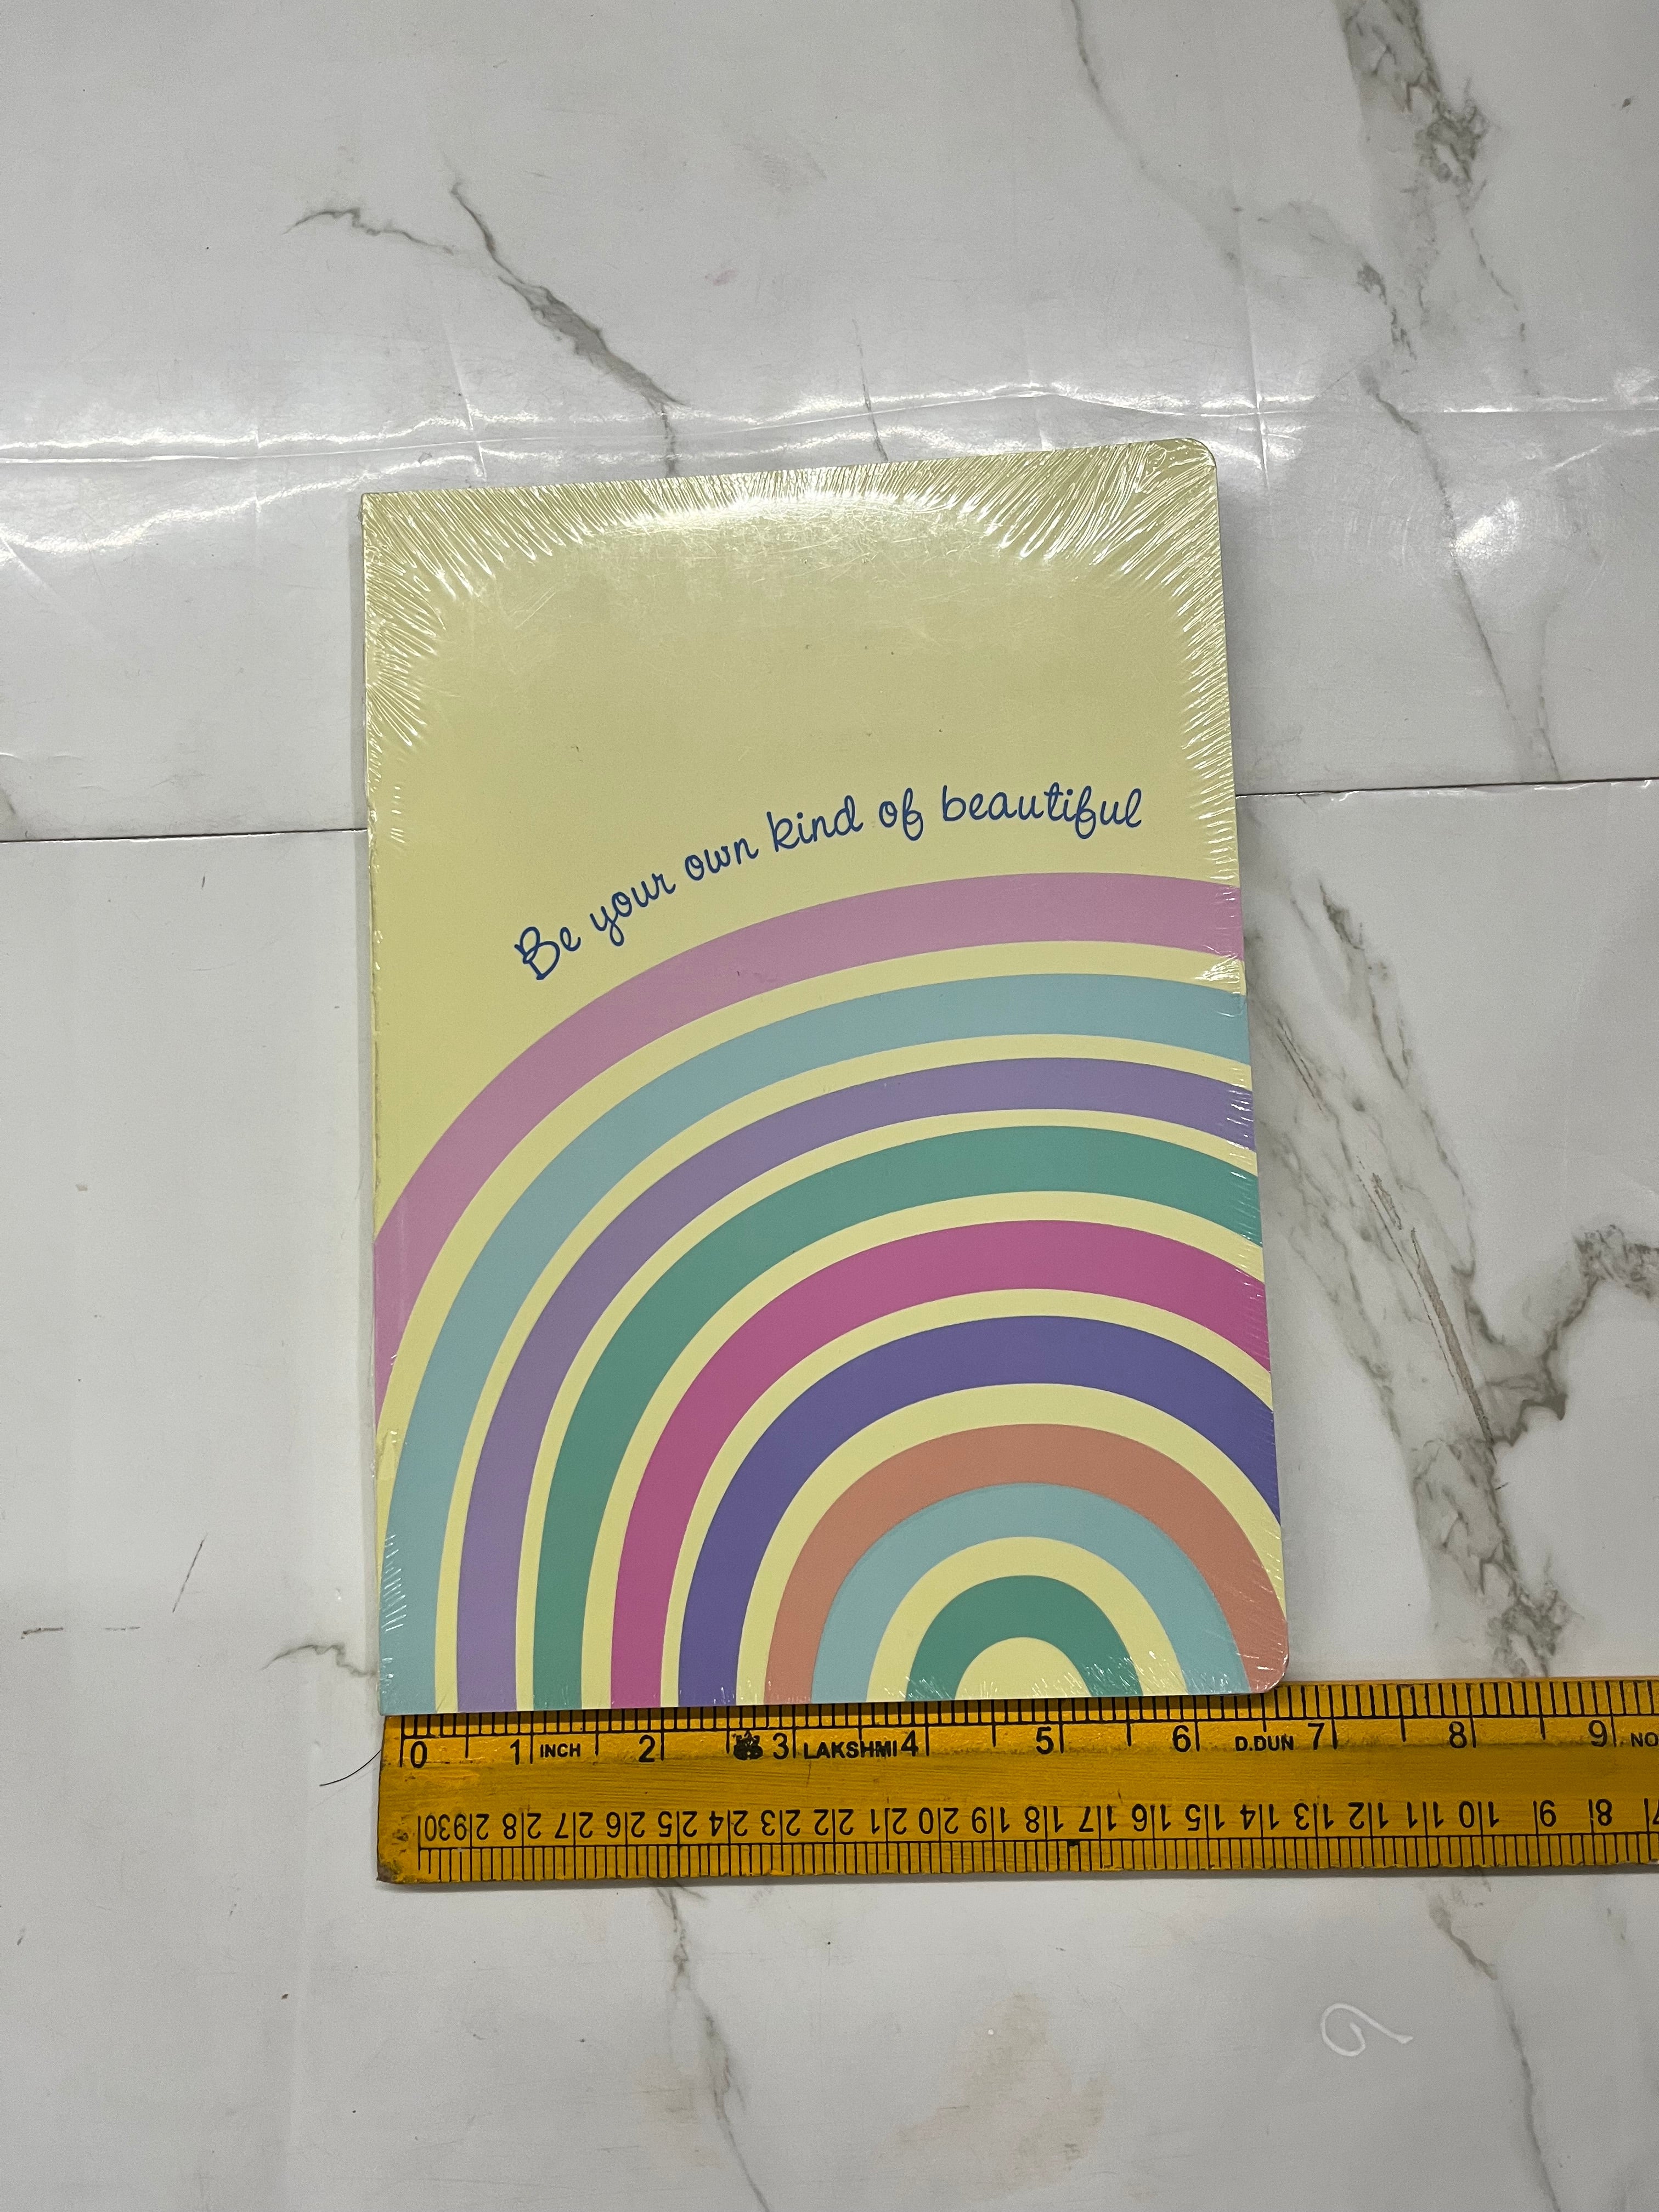 Be your own kind of beautiful
0 1 INCH 2 3 LAKSHMI 4 5 6 D.DUN 7 8 9 NO
30 29 28 27 26 25 24 23 22 21 20 19 18 17 16 15 14 13 12 11 10 9 8 7